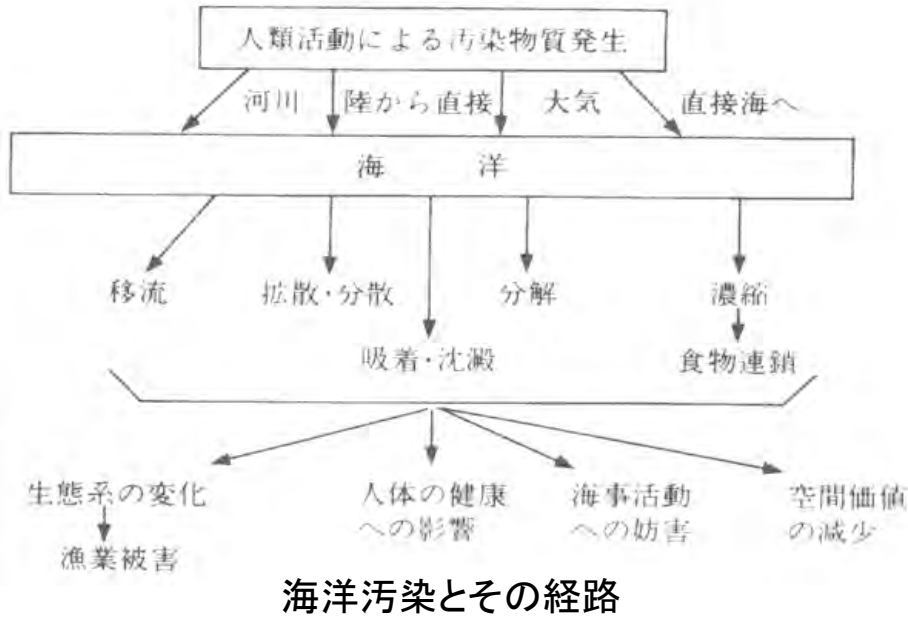 人類活動による汚染物質発生
河川 陸から直接 大気 直接海へ
海 洋
移流 拡散・分散 分解 濃縮
吸着・沈澱 食物連鎖
生態系の変化 人体の健康 海事活動 空間価値
への影響 への妨害 の減少
漁業被害
海洋汚染とその経路